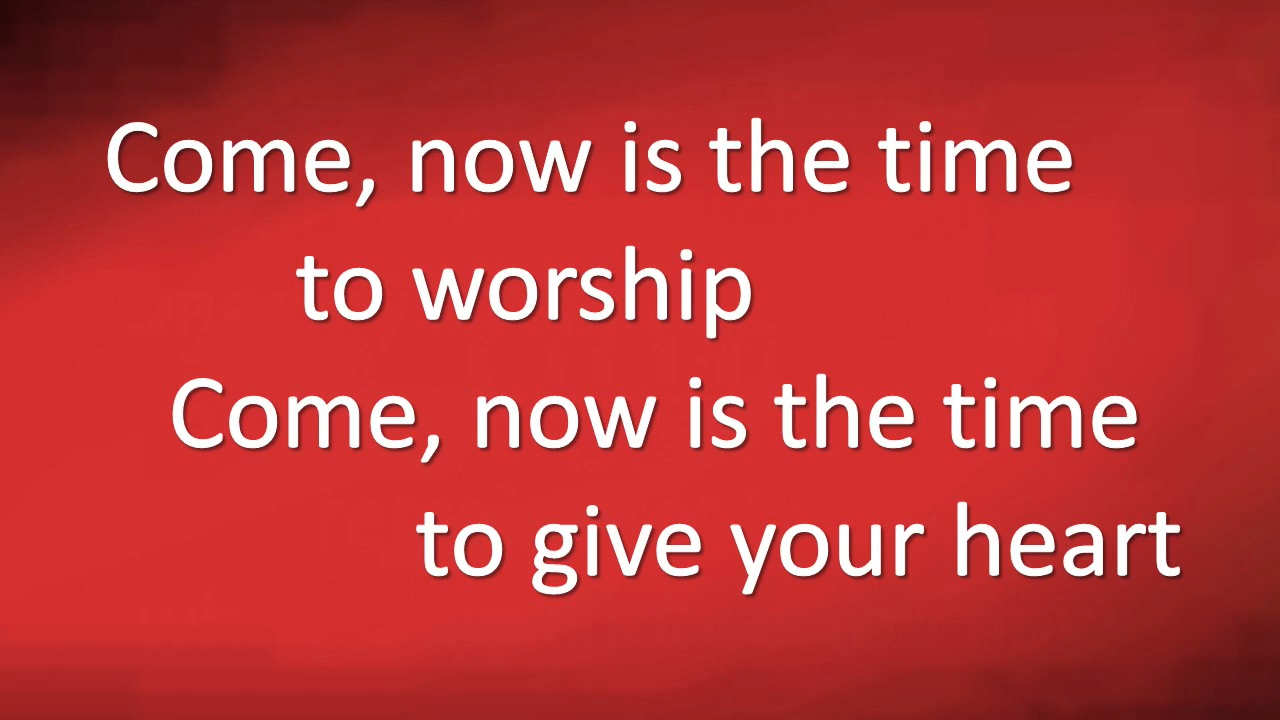 Come, now is the time
to worship
Come, now is the time
to give your heart